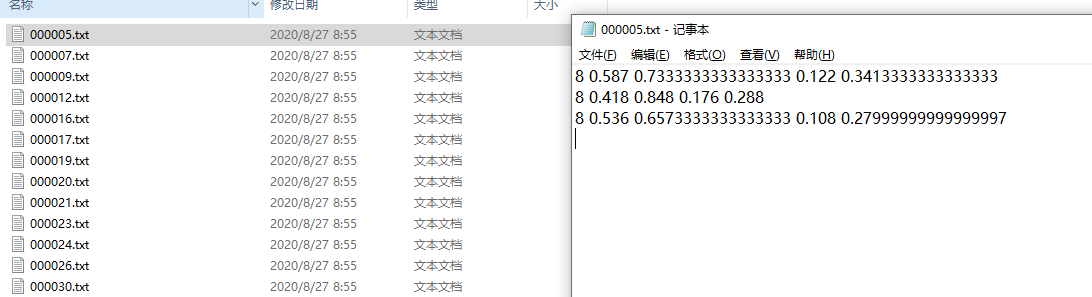 名称 修改日期 类型 大小
000005.txt 2020/8/27 8:55 文本文档
000007.txt 2020/8/27 8:55 文本文档
000009.txt 2020/8/27 8:55 文本文档
000012.txt 2020/8/27 8:55 文本文档
000016.txt 2020/8/27 8:55 文本文档
000017.txt 2020/8/27 8:55 文本文档
000019.txt 2020/8/27 8:55 文本文档
000020.txt 2020/8/27 8:55 文本文档
000021.txt 2020/8/27 8:55 文本文档
000023.txt 2020/8/27 8:55 文本文档
000024.txt 2020/8/27 8:55 文本文档
000026.txt 2020/8/27 8:55 文本文档
000030.txt 2020/8/27 8:55 文本文档
000005.txt - 记事本
文件(F) 编辑(E) 格式(O) 查看(V) 帮助(H)
8 0.587 0.7333333333333333 0.122 0.3413333333333333
8 0.418 0.848 0.176 0.288
8 0.536 0.6573333333333333 0.108 0.27999999999999997